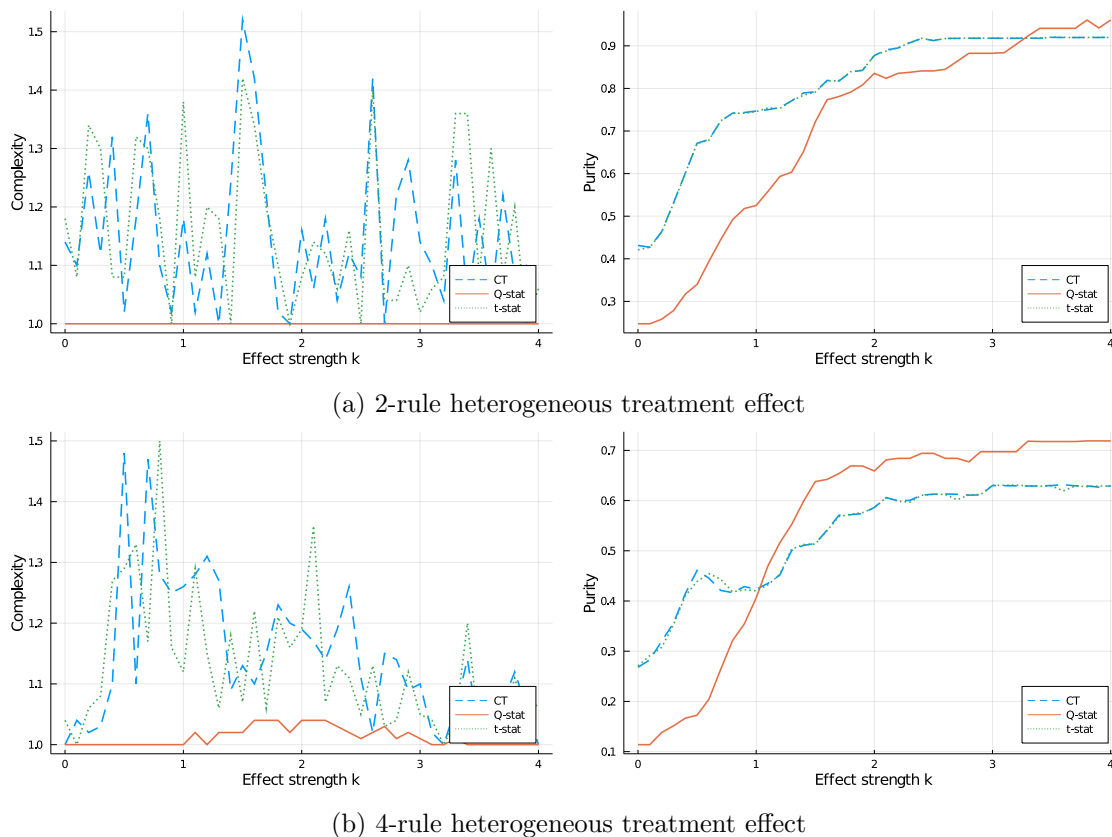 1.5
1.4
1.3
1.2
1.1
1.0
Complexity
0 1 2 3 4
Effect strength k
CT
Q-stat
t-stat
0.9
0.8
0.7
0.6
0.5
0.4
0.3
Purity
0 1 2 3 4
Effect strength k
CT
Q-stat
t-stat
(a) 2-rule heterogeneous treatment effect
1.5
1.4
1.3
1.2
1.1
1.0
Complexity
0 1 2 3 4
Effect strength k
CT
Q-stat
t-stat
0.7
0.6
0.5
0.4
0.3
0.2
0.1
Purity
0 1 2 3 4
Effect strength k
CT
Q-stat
t-stat
(b) 4-rule heterogeneous treatment effect